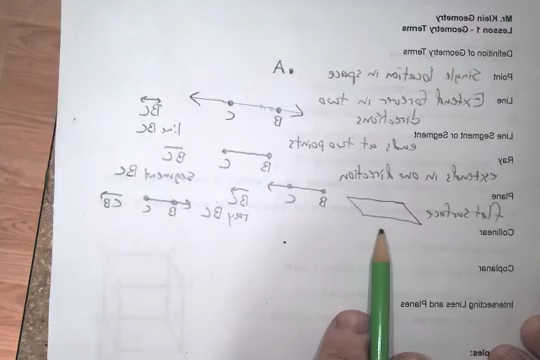 Mr. Klein Geometry
Lesson 1 - Geometry Terms
Definition of Geometry Terms
Point Single location in space A
Line Extend forever in two directions B C BC line BC
Line Segment or Segment ends at two points B C BC segment BC
Ray extends in one direction B C BC ray BC B C CB
Plane flat surface
Colinear
Coplanar
Intersecting Lines and Planes
ples: